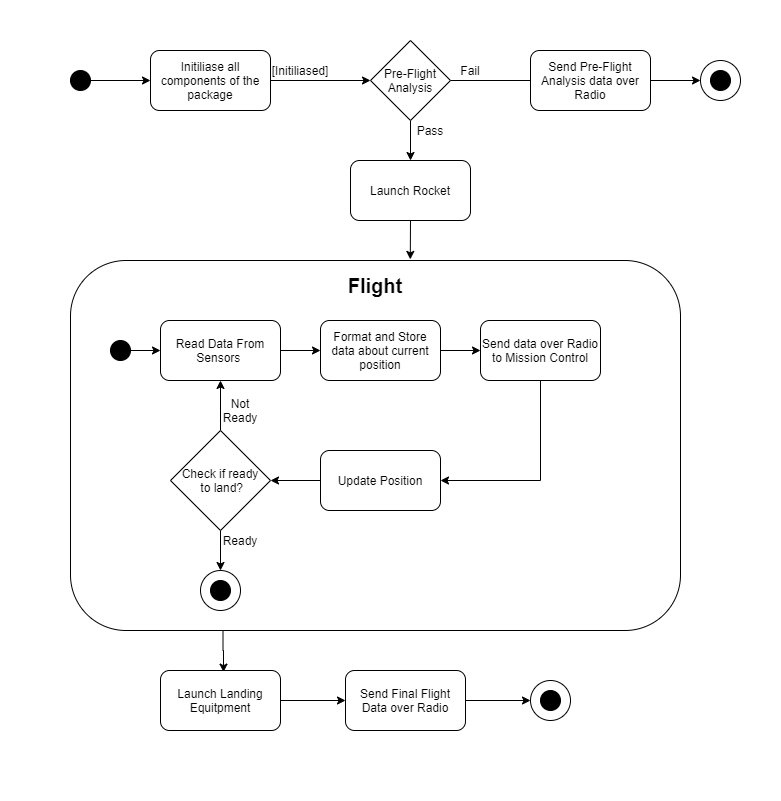 Initiliase all
components of the
package
[Initiliased]
Pre-Flight
Analysis
Fail
Send Pre-Flight
Analysis data over
Radio
Pass
Launch Rocket
Flight
Read Data From
Sensors
Format and Store
data about current
position
Send data over Radio
to Mission Control
Not
Ready
Check if ready
to land?
Update Position
Ready
Launch Landing
Equitpment
Send Final Flight
Data over Radio